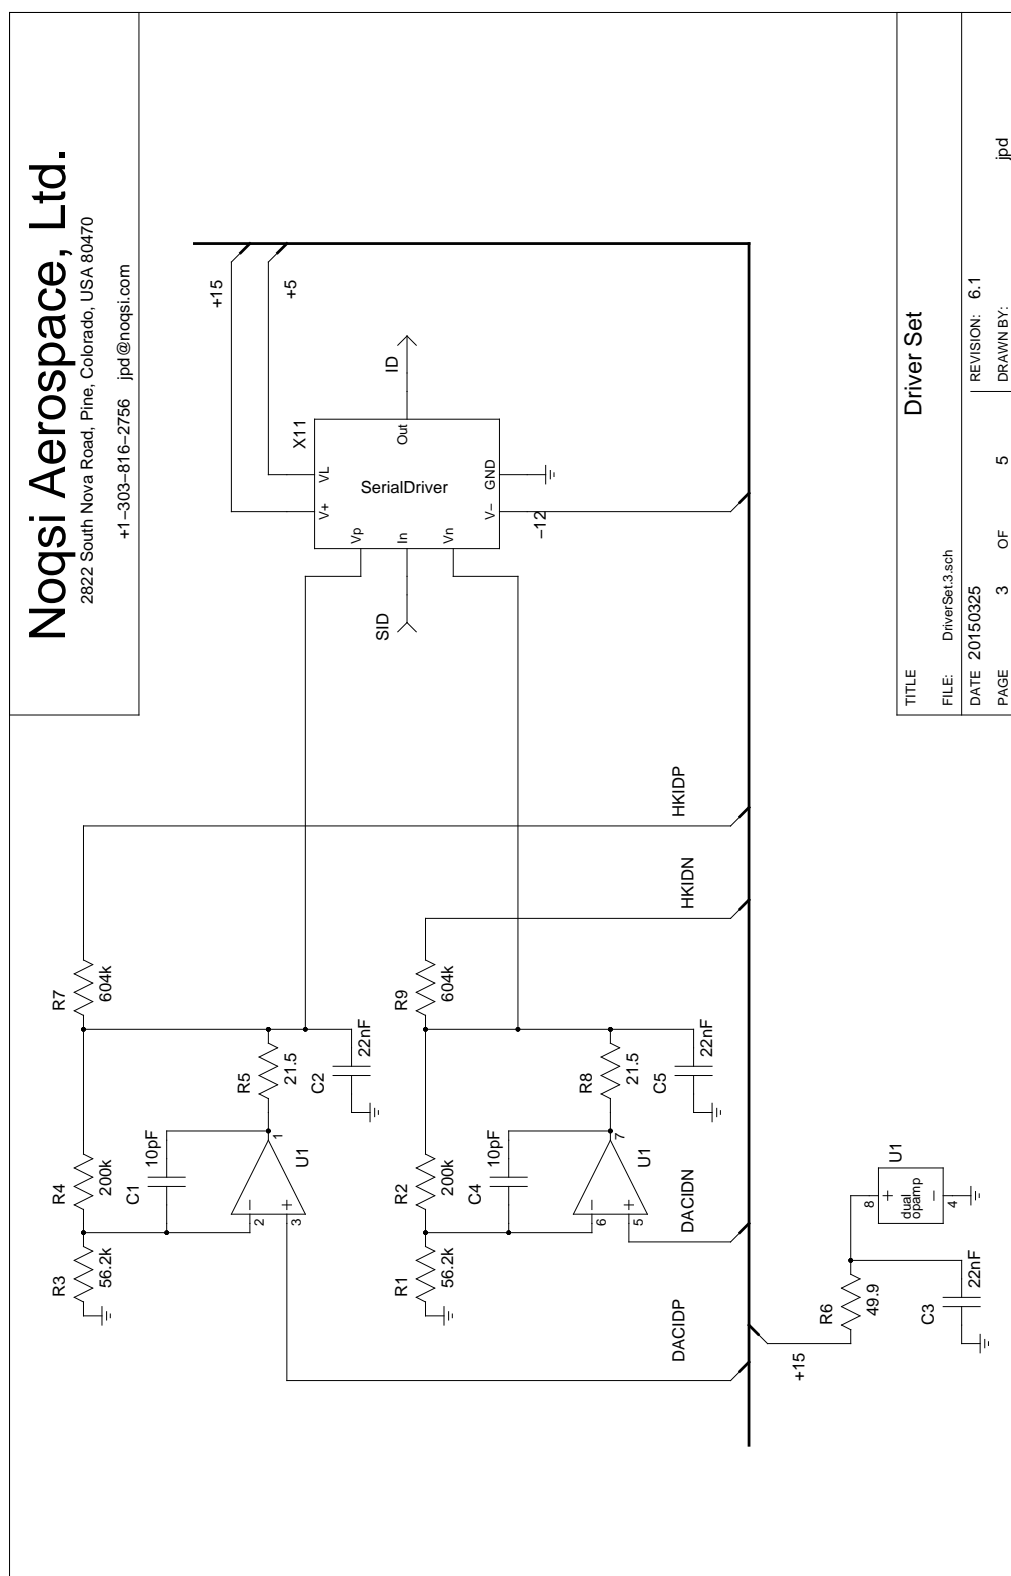 Noqsi Aerospace, Ltd.
2822 South Nova Road, Pine, Colorado, USA 80470
+1−303−816−2756 jpd@noqsi.com
R3
56.2k
R4
200k
R7
604k
C1
10pF
R5
21.5
2
3
1
−
+
U1
C2
22nF
R1
56.2k
R2
200k
R9
604k
C4
10pF
R8
21.5
6
5
7
−
+
U1
C5
22nF
DACIDP
DACIDN
HKIDN
HKIDP
+15
+5
X11
V+
VL
Vp
In
Vn
SerialDriver
Out
V−
GND
SID
ID
−12
+15
R6
49.9
C3
22nF
U1
8
+
dual
opamp
−
4
TITLE
Driver Set
FILE: DriverSet.3.sch
REVISION: 6.1
DATE 20150325
PAGE 3 OF 5
DRAWN BY: jpd